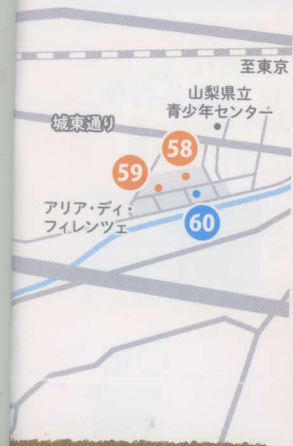 至東京
山梨県立
青少年センター
城東通り
58
59
アリア・ディ・
フィレンツェ
60